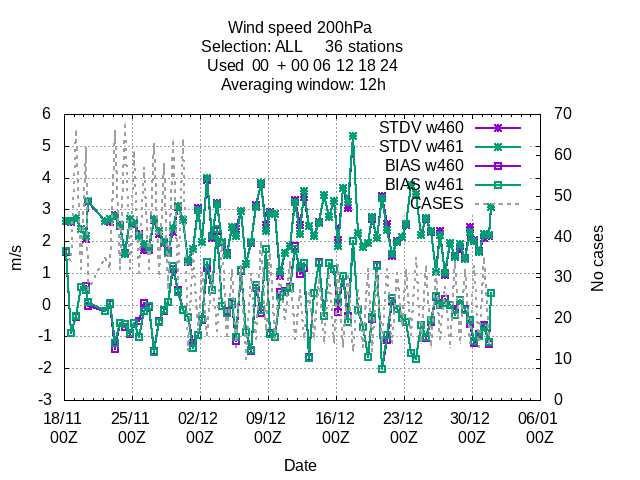 Wind speed 200hPa
Selection: ALL     36 stations
Used  00  + 00 06 12 18 24
Averaging window: 12h
6
5
4
3
2
1
0
-1
-2
-3
m/s
70
60
50
40
30
20
10
0
No cases
STDV w460
STDV w461
BIAS w460
BIAS w461
CASES
18/11 25/11 02/12 09/12 16/12 23/12 30/12 06/01
00Z 00Z 00Z 00Z 00Z 00Z 00Z 00Z
Date